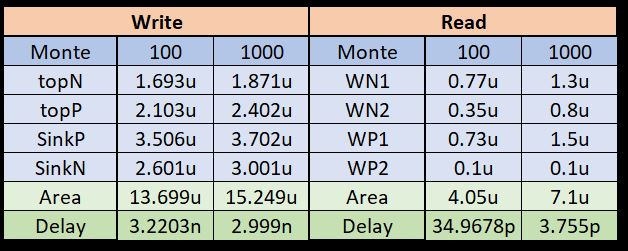 Write Read
Monte 100 1000 Monte 100 1000
topN 1.693u 1.871u WN1 0.77u 1.3u
topP 2.103u 2.402u WN2 0.35u 0.8u
SinkP 3.506u 3.702u WP1 0.73u 1.5u
SinkN 2.601u 3.001u WP2 0.1u 0.1u
Area 13.699u 15.249u Area 4.05u 7.1u
Delay 3.2203n 2.999n Delay 34.9678p 3.755p